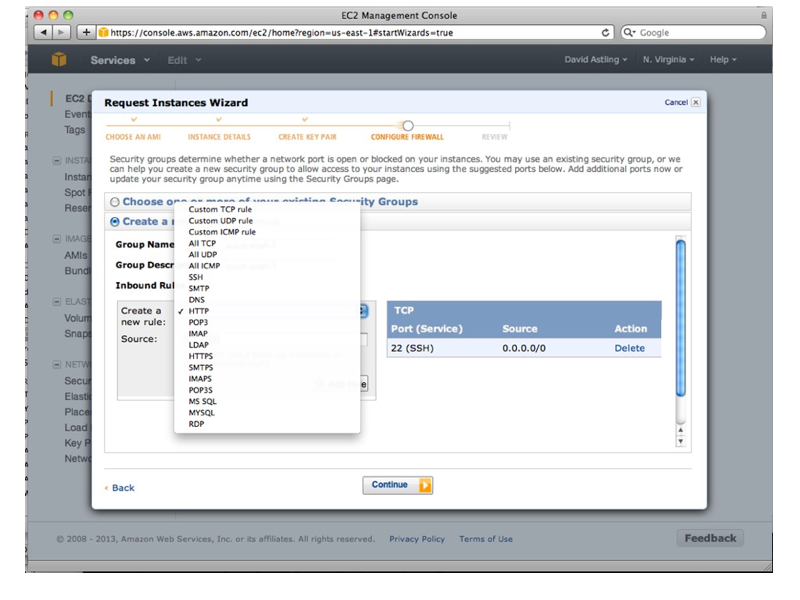 EC2 Management Console
https://console.aws.amazon.com/ec2/home?region=us-east-1#startWizards=true
Google
Services Edit David Astling N. Virginia Help
EC2
Event
Tags
INSTA
Instan
Spot
Reser
IMAGE
AMIs
Bundl
ELAST
Volum
Snaps
NETW
Secur
Elastic
Place
Load
Key P
Netwo
Request Instances Wizard Cancel
CHOOSE AN AMI INSTANCE DETAILS CREATE KEY PAIR CONFIGURE FIREWALL REVIEW
Security groups determine whether a network port is open or blocked on your instances. You may use an existing security group, or we
can help you create a new security group to allow access to your instances using the suggested ports below. Add additional ports now or
update your security group anytime using the Security Groups page.
Choose one or more of your existing Security Groups
Create a
Group Name
Group Descr
Inbound Rul
Create a
new rule:
Source:
Custom TCP rule
Custom UDP rule
Custom ICMP rule
All TCP
All UDP
All ICMP
SSH
SMTP
DNS
✓ HTTP
POP3
IMAP
LDAP
HTTPS
SMTPS
IMAPS
POP3S
MS SQL
MYSQL
RDP
TCP
Port (Service) Source Action
22 (SSH) 0.0.0.0/0 Delete
< Back
Continue
© 2008 - 2013, Amazon Web Services, Inc. or its affiliates. All rights reserved. Privacy Policy Terms of Use
Feedback